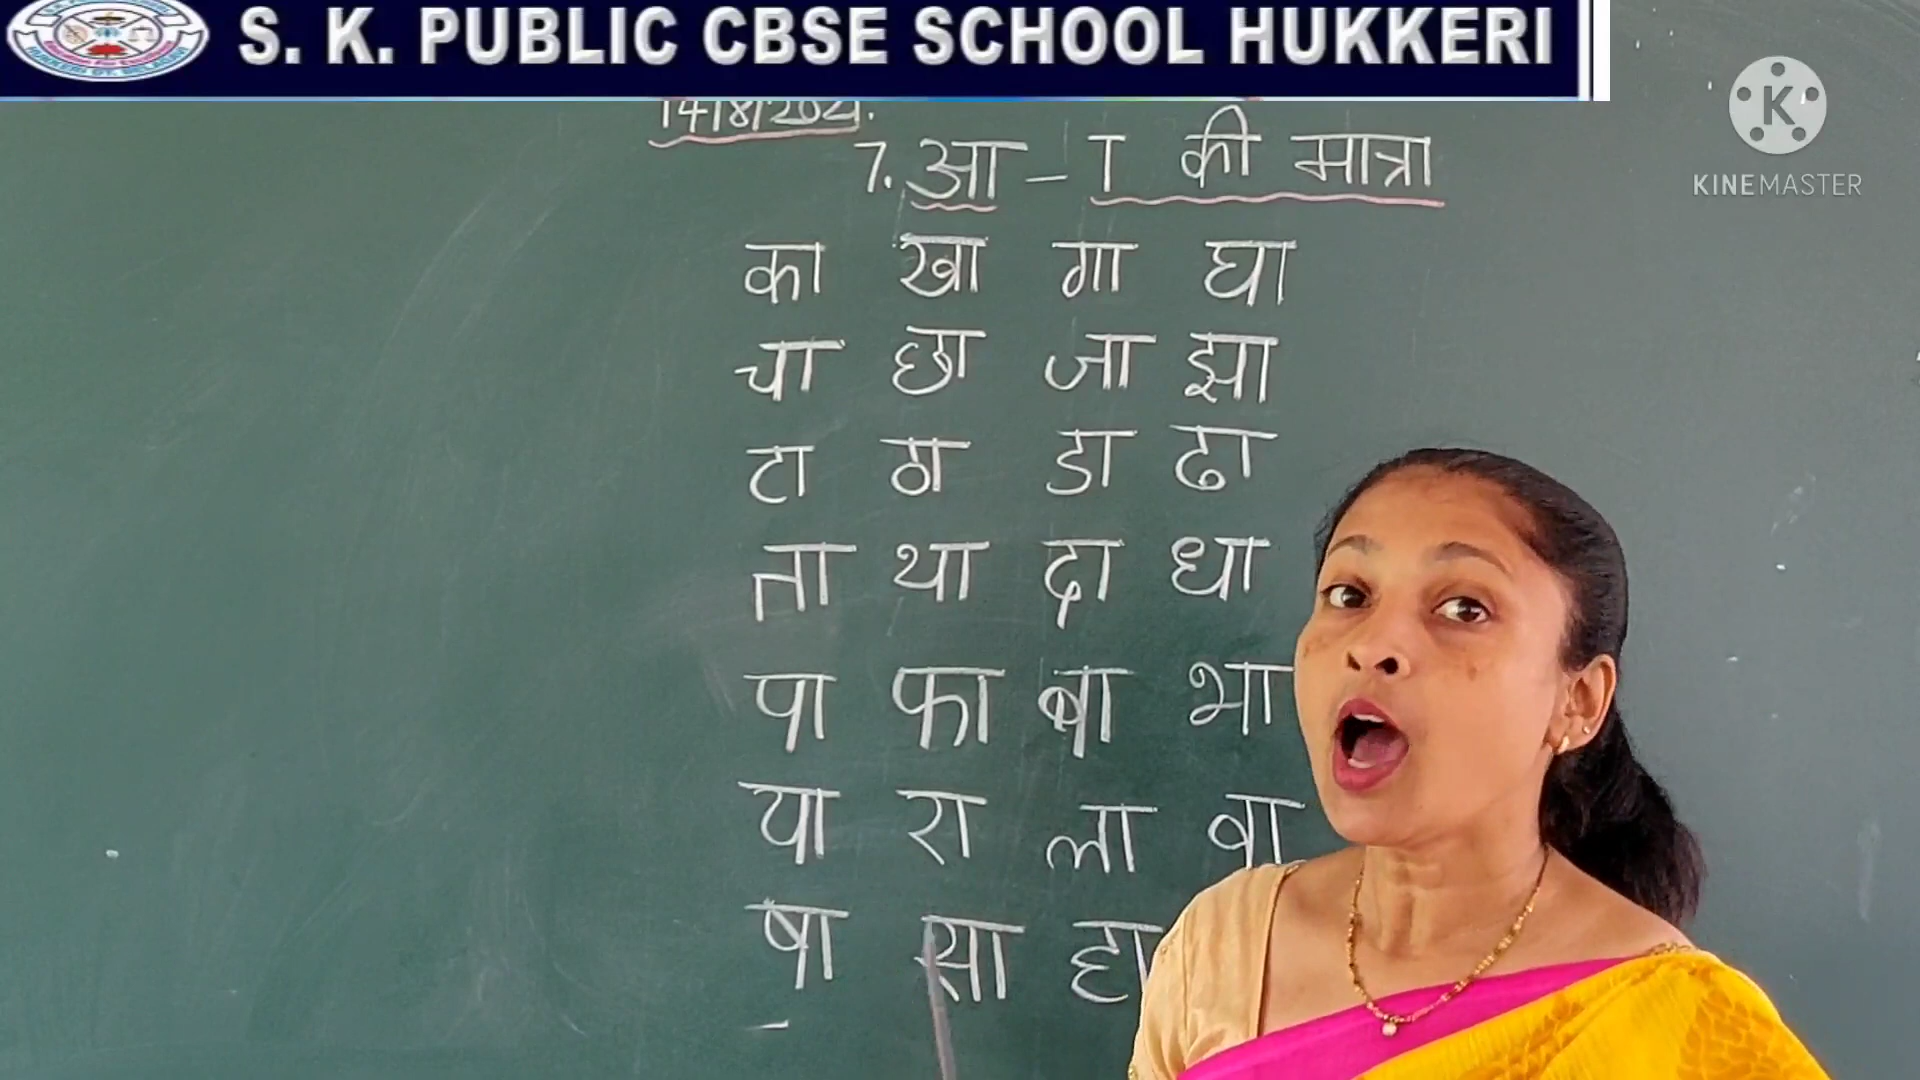 S. K. PUBLIC CBSE SCHOOL HUKKERI
KINEMASTER
7. आ – ा की मात्रा
का खा गा घा
चा छा जा झा
टा ठा डा ढा
ता था दा धा
पा फा बा भा
या रा ला वा
षा सा हा